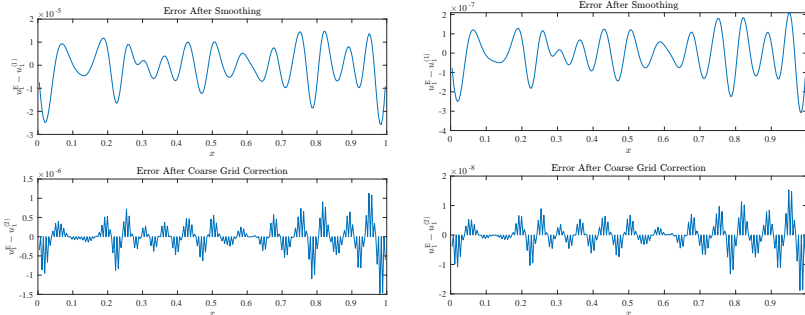 Error After Smoothing
×10⁻⁵
2
1
0
-1
-2
-3
u₁ᴱ − u₁⁽¹⁾
0 0.1 0.2 0.3 0.4 0.5 0.6 0.7 0.8 0.9 1
x
Error After Coarse Grid Correction
×10⁻⁶
1.5
1
0.5
0
-0.5
-1
-1.5
u₁ᴱ − u₁⁽²⁾
0 0.1 0.2 0.3 0.4 0.5 0.6 0.7 0.8 0.9 1
x
Error After Smoothing
×10⁻⁷
2
1
0
-1
-2
-3
-4
u₁ᴱ − u₁⁽¹⁾
0 0.1 0.2 0.3 0.4 0.5 0.6 0.7 0.8 0.9
x
Error After Coarse Grid Correction
×10⁻⁸
2
1
0
-1
-2
u₁ᴱ − u₁⁽²⁾
0 0.1 0.2 0.3 0.4 0.5 0.6 0.7 0.8 0.9
x